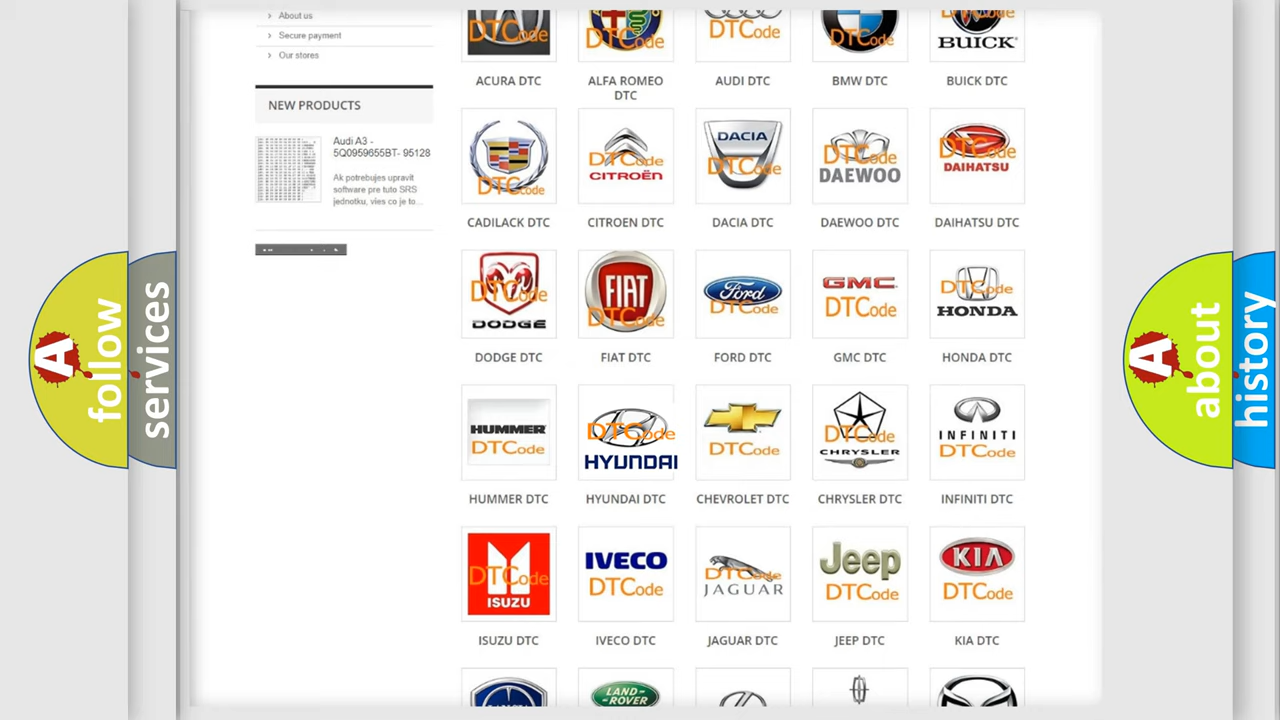 About us
Secure payment
Our stores
NEW PRODUCTS
Audi A3 -
5Q0959655BT- 95128
Ak potrebujes upravit
software pre tuto SRS
jednotku, vies co je to...
DTCode
DTCode
DTCode
DTCode
BUICK
ACURA DTC
ALFA ROMEO
DTC
AUDI DTC
BMW DTC
BUICK DTC
DTCode
DTCode
CITROËN
DACIA
DTCode
DTCode
DAEWOO
DTCode
DAIHATSU
CADILACK DTC
CITROEN DTC
DACIA DTC
DAEWOO DTC
DAIHATSU DTC
DTCode
DODGE
FIAT
DTCode
Ford
DTCode
GMC
DTCode
DTCode
HONDA
DODGE DTC
FIAT DTC
FORD DTC
GMC DTC
HONDA DTC
HUMMER
DTCode
DTCode
HYUNDAI
DTCode
DTCode
CHRYSLER
INFINITI
DTCode
HUMMER DTC
HYUNDAI DTC
CHEVROLET DTC
CHRYSLER DTC
INFINITI DTC
DTCode
ISUZU
IVECO
DTCode
DTCode
JAGUAR
Jeep
DTCode
KIA
DTCode
ISUZU DTC
IVECO DTC
JAGUAR DTC
JEEP DTC
KIA DTC
LAND-
ROVER
A
follow
services
A
about
history